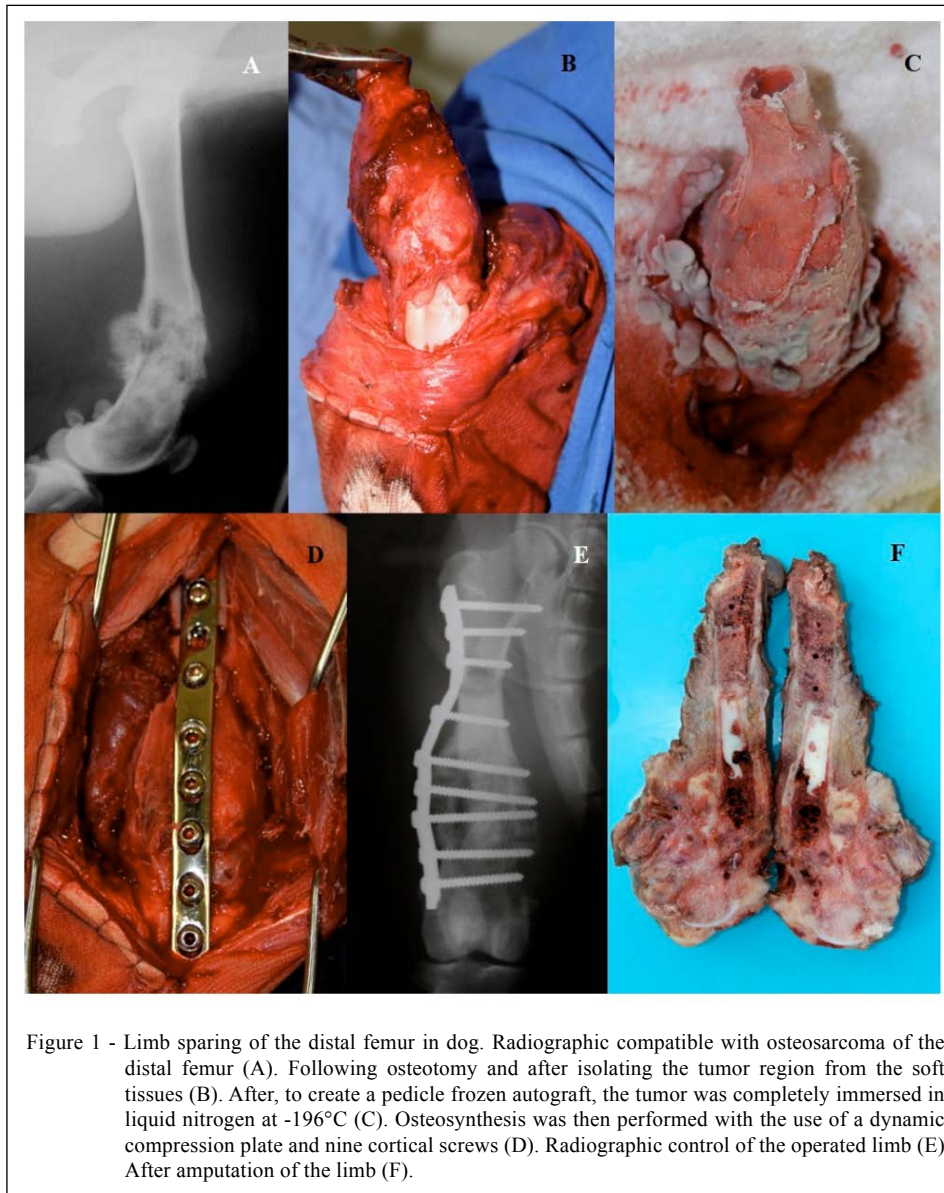 A
B
C
D
E
F
Figure 1 - Limb sparing of the distal femur in dog. Radiographic compatible with osteosarcoma of the
distal femur (A). Following osteotomy and after isolating the tumor region from the soft
tissues (B). After, to create a pedicle frozen autograft, the tumor was completely immersed in
liquid nitrogen at -196°C (C). Osteosynthesis was then performed with the use of a dynamic
compression plate and nine cortical screws (D). Radiographic control of the operated limb (E)
After amputation of the limb (F).